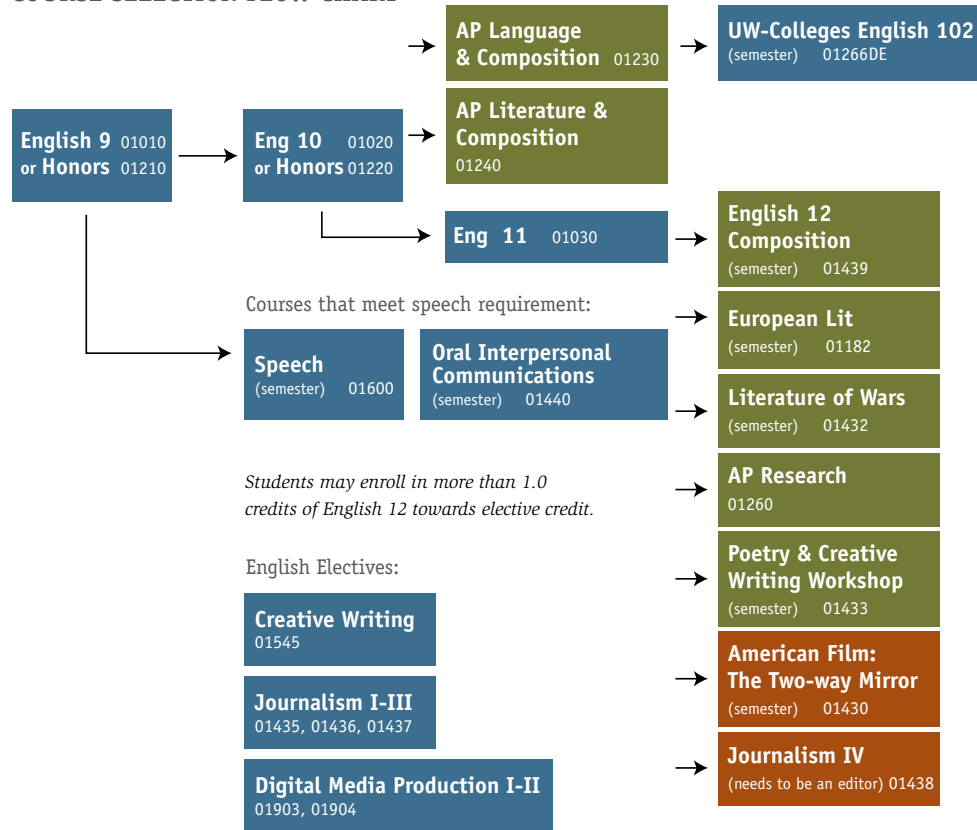 COURSE SELECTION FLOW CHART
AP Language
& Composition 01230
UW-Colleges English 102
(semester) 01266DE
English 9 01010
or Honors 01210
Eng 10 01020
or Honors 01220
AP Literature &
Composition
01240
Eng 11 01030
English 12
Composition
(semester) 01439
Courses that meet speech requirement:
Speech
(semester) 01600
Oral Interpersonal
Communications
(semester) 01440
European Lit
(semester) 01182
Literature of Wars
(semester) 01432
Students may enroll in more than 1.0
credits of English 12 towards elective credit.
AP Research
01260
English Electives:
Creative Writing
01545
Journalism I-III
01435, 01436, 01437
Digital Media Production I-II
01903, 01904
Poetry & Creative
Writing Workshop
(semester) 01433
American Film:
The Two-way Mirror
(semester) 01430
Journalism IV
(needs to be an editor) 01438